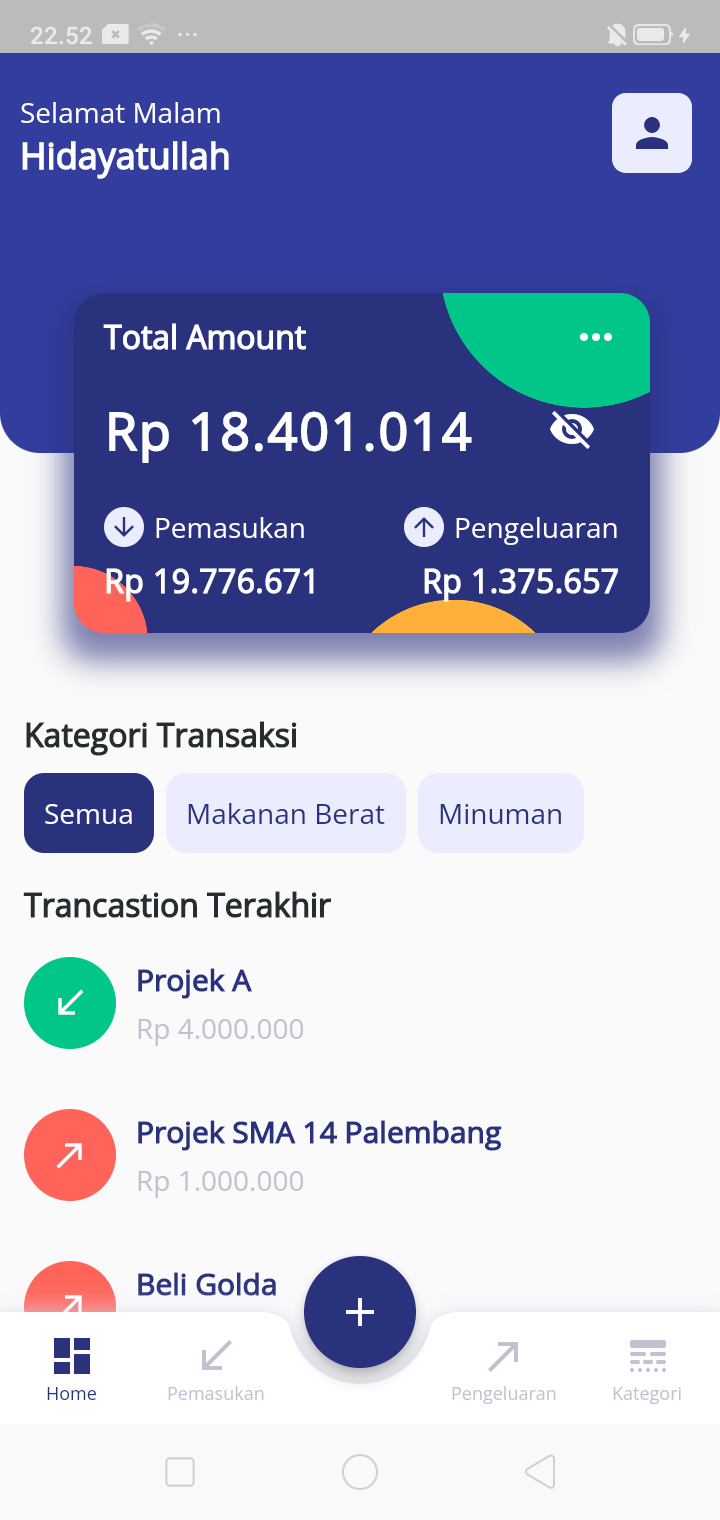 22.52
Selamat Malam
Hidayatullah
Total Amount
Rp 18.401.014
Pemasukan
Pengeluaran
Rp 19.776.671
Rp 1.375.657
Kategori Transaksi
Semua
Makanan Berat
Minuman
Trancastion Terakhir
Projek A
Rp 4.000.000
Projek SMA 14 Palembang
Rp 1.000.000
Beli Golda
Home
Pemasukan
Pengeluaran
Kategori